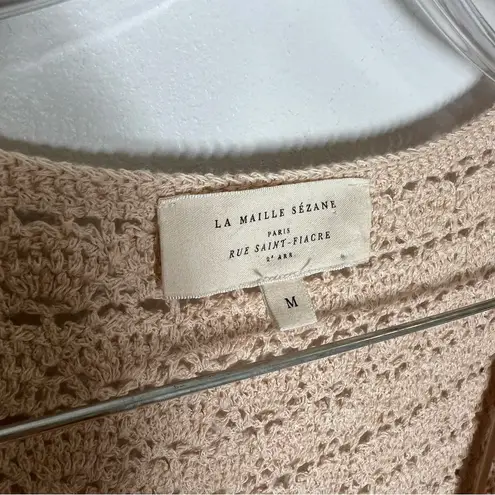 LA MAILLE SÉZANE
PARIS
RUE SAINT-FIACRE
2e ARR.
M